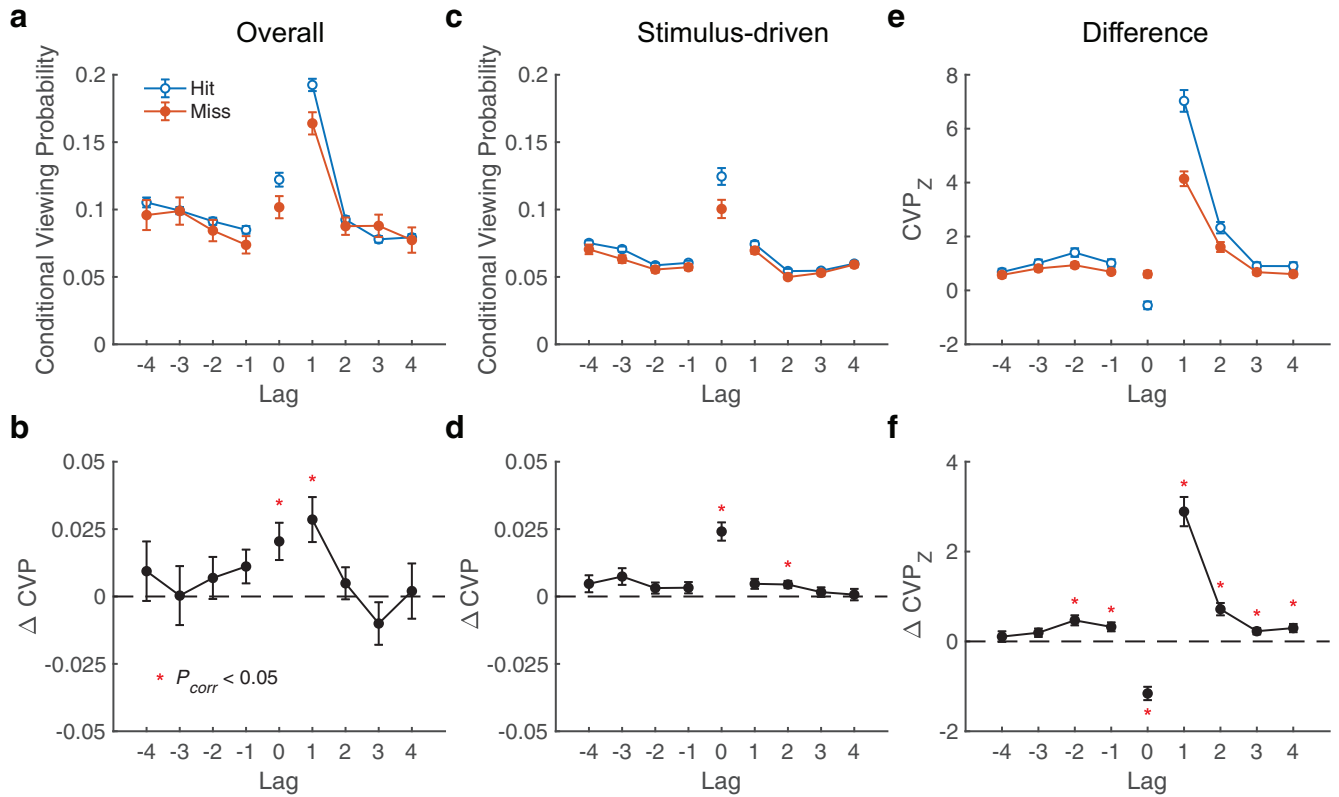 a
Overall
Conditional Viewing Probability
0.2
0.15
0.1
0.05
0
Hit
Miss
-4 -3 -2 -1 0 1 2 3 4
Lag
c
Stimulus-driven
Conditional Viewing Probability
0.2
0.15
0.1
0.05
0
-4 -3 -2 -1 0 1 2 3 4
Lag
e
Difference
CVP_Z
8
6
4
2
0
-2
-4 -3 -2 -1 0 1 2 3 4
Lag
b
Δ CVP
0.05
0.025
0
-0.025
-0.05
* * 
* P_corr < 0.05
-4 -3 -2 -1 0 1 2 3 4
Lag
d
Δ CVP
0.05
0.025
0
-0.025
-0.05
* *
-4 -3 -2 -1 0 1 2 3 4
Lag
f
Δ CVP_Z
4
2
0
-2
* * * * * * *
-4 -3 -2 -1 0 1 2 3 4
Lag